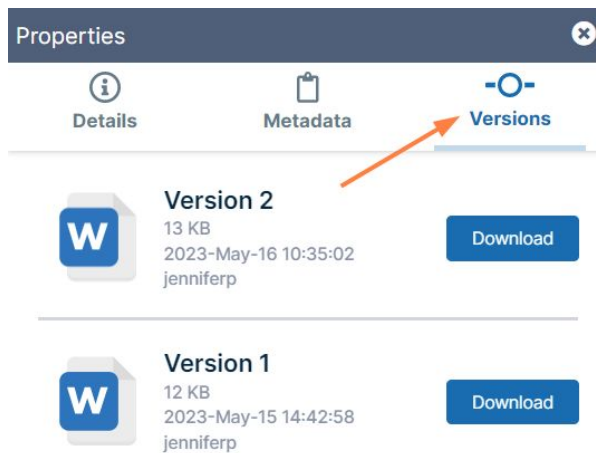 Properties
Details
Metadata
Versions
W
Version 2
13 KB
2023-May-16 10:35:02
jenniferp
Download
W
Version 1
12 KB
2023-May-15 14:42:58
jenniferp
Download